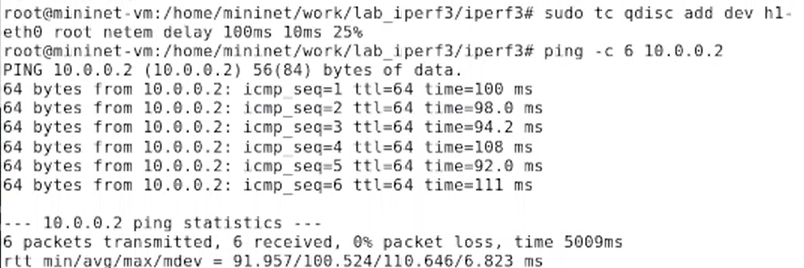 root@mininet-vm:/home/mininet/work/lab_iperf3/iperf3# sudo tc qdisc add dev h1-
eth0 root netem delay 100ms 10ms 25%
root@mininet-vm:/home/mininet/work/lab_iperf3/iperf3# ping -c 6 10.0.0.2
PING 10.0.0.2 (10.0.0.2) 56(84) bytes of data.
64 bytes from 10.0.0.2: icmp_seq=1 ttl=64 time=100 ms
64 bytes from 10.0.0.2: icmp_seq=2 ttl=64 time=98.0 ms
64 bytes from 10.0.0.2: icmp_seq=3 ttl=64 time=94.2 ms
64 bytes from 10.0.0.2: icmp_seq=4 ttl=64 time=108 ms
64 bytes from 10.0.0.2: icmp_seq=5 ttl=64 time=92.0 ms
64 bytes from 10.0.0.2: icmp_seq=6 ttl=64 time=111 ms
--- 10.0.0.2 ping statistics ---
6 packets transmitted, 6 received, 0% packet loss, time 5009ms
rtt min/avg/max/mdev = 91.957/100.524/110.646/6.823 ms